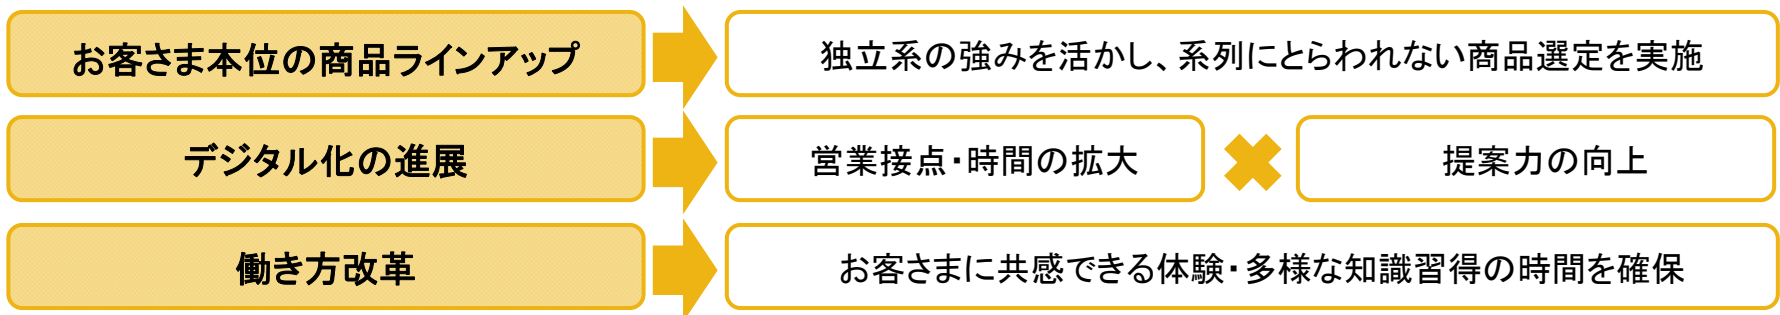 お客さま本位の商品ラインアップ
独立系の強みを活かし、系列にとらわれない商品選定を実施
デジタル化の進展
営業接点・時間の拡大
提案力の向上
働き方改革
お客さまに共感できる体験・多様な知識習得の時間を確保